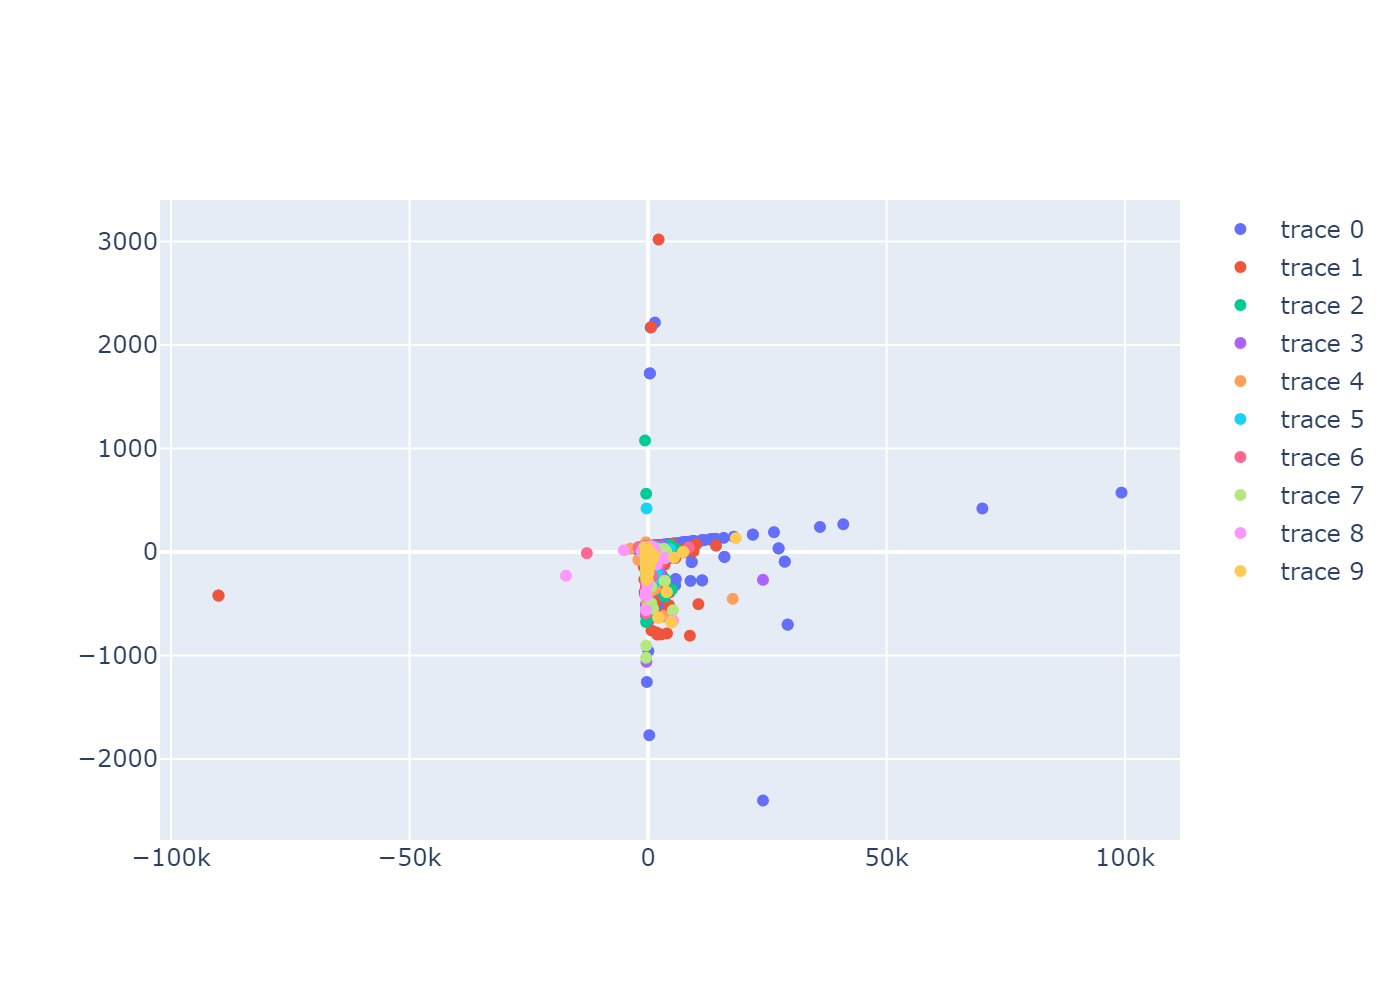 3000
2000
1000
0
−1000
−2000
−100k
−50k
0
50k
100k
trace 0
trace 1
trace 2
trace 3
trace 4
trace 5
trace 6
trace 7
trace 8
trace 9